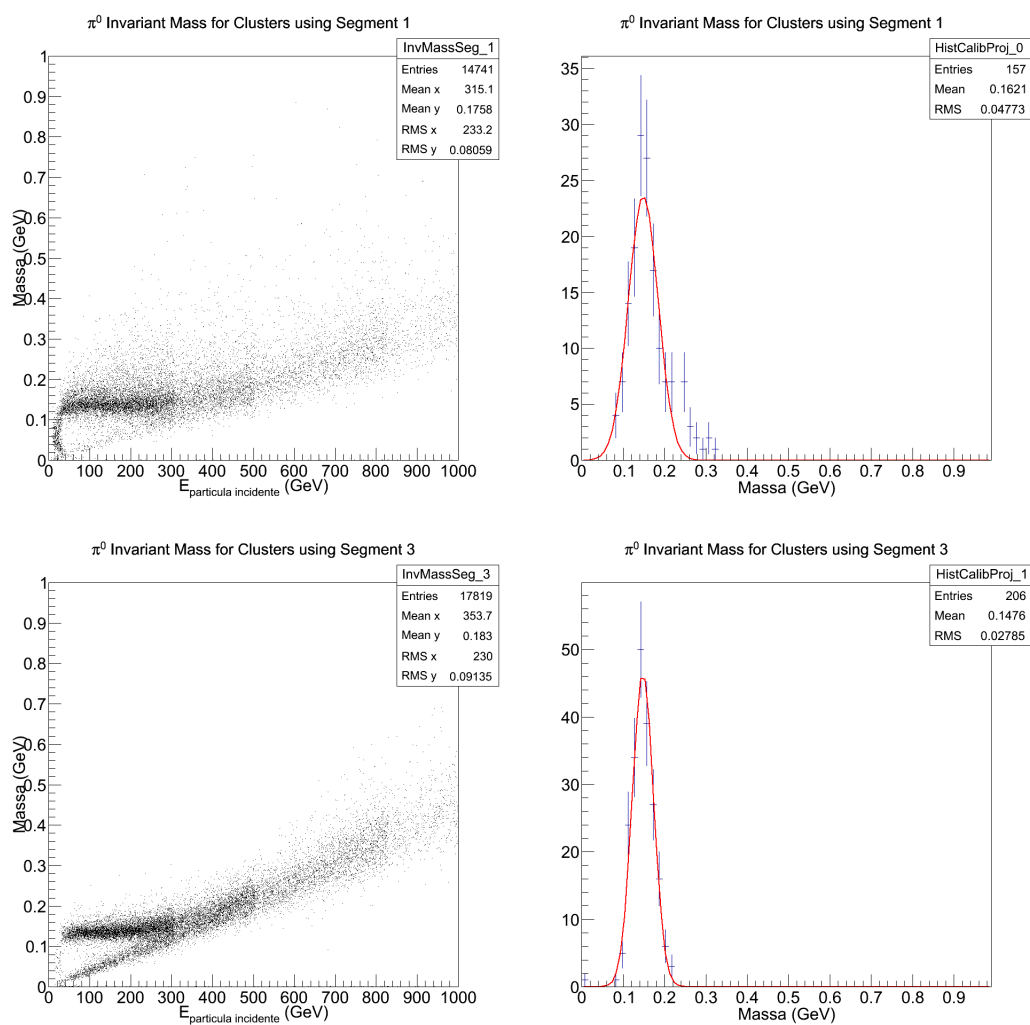 π⁰ Invariant Mass for Clusters using Segment 1
InvMassSeg_1
Entries 14741
Mean x 315.1
Mean y 0.1758
RMS x 233.2
RMS y 0.08059
Massa (GeV)
1
0.9
0.8
0.7
0.6
0.5
0.4
0.3
0.2
0.1
0
0 100 200 300 400 500 600 700 800 900 1000
E particula incidente (GeV)
π⁰ Invariant Mass for Clusters using Segment 1
HistCalibProj_0
Entries 157
Mean 0.1621
RMS 0.04773
35
30
25
20
15
10
5
0
0 0.1 0.2 0.3 0.4 0.5 0.6 0.7 0.8 0.9
Massa (GeV)
π⁰ Invariant Mass for Clusters using Segment 3
InvMassSeg_3
Entries 17819
Mean x 353.7
Mean y 0.183
RMS x 230
RMS y 0.09135
Massa (GeV)
1
0.9
0.8
0.7
0.6
0.5
0.4
0.3
0.2
0.1
0
0 100 200 300 400 500 600 700 800 900 1000
E particula incidente (GeV)
π⁰ Invariant Mass for Clusters using Segment 3
HistCalibProj_1
Entries 206
Mean 0.1476
RMS 0.02785
50
40
30
20
10
0
0 0.1 0.2 0.3 0.4 0.5 0.6 0.7 0.8 0.9
Massa (GeV)